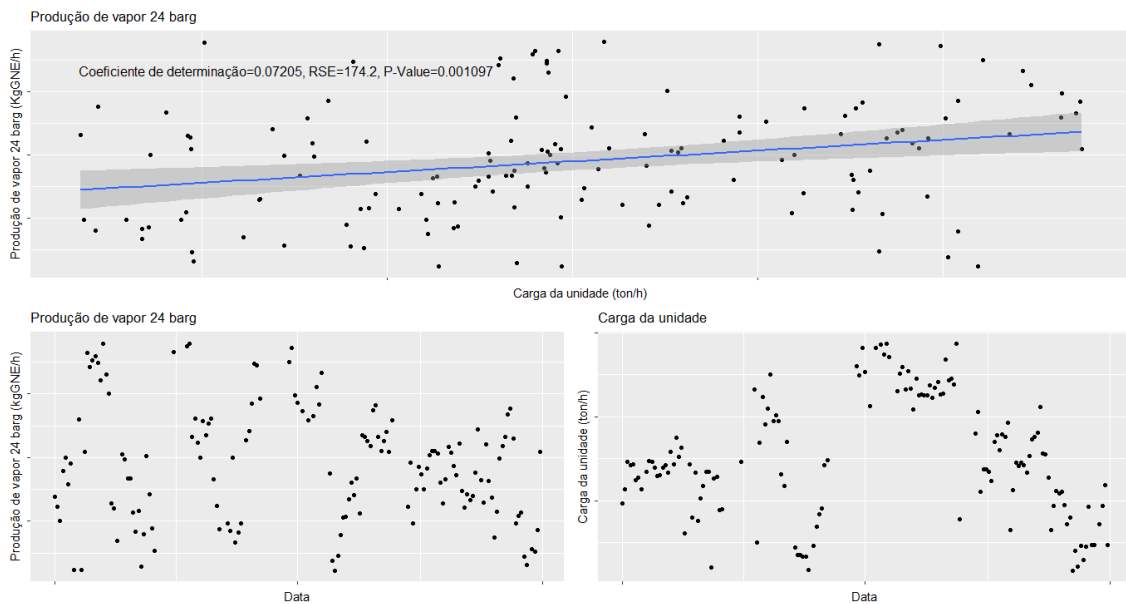 Produção de vapor 24 barg
Produção de vapor 24 barg (KgGNE/h)
Coeficiente de determinação=0.07205, RSE=174.2, P-Value=0.001097
Carga da unidade (ton/h)
Produção de vapor 24 barg
Produção de vapor 24 barg (kgGNE/h)
Data
Carga da unidade
Carga da unidade (ton/h)
Data